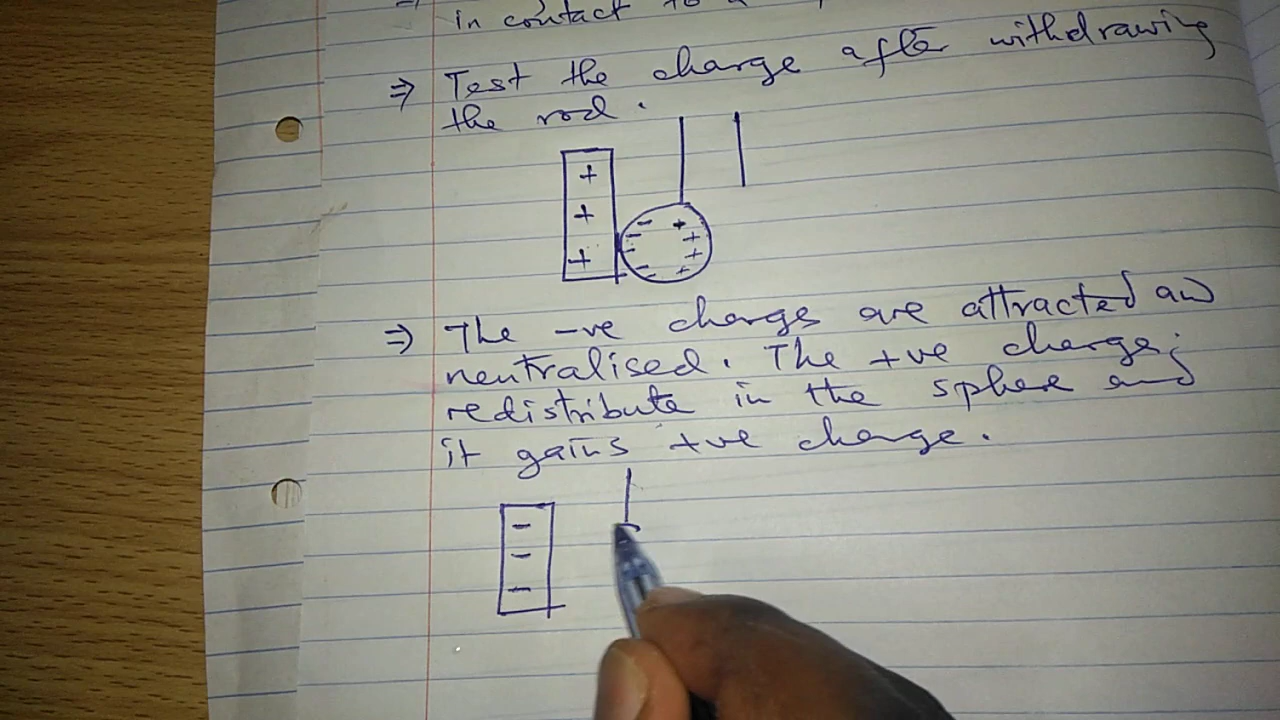 in contact to a
⇒ Test the charge after withdrawing
the rod.
+
+
+
- +
- +
- +
- +
⇒ The -ve charges are attracted and
neutralised. The +ve charges
redistribute in the sphere and
it gains +ve charge.
-
-
-